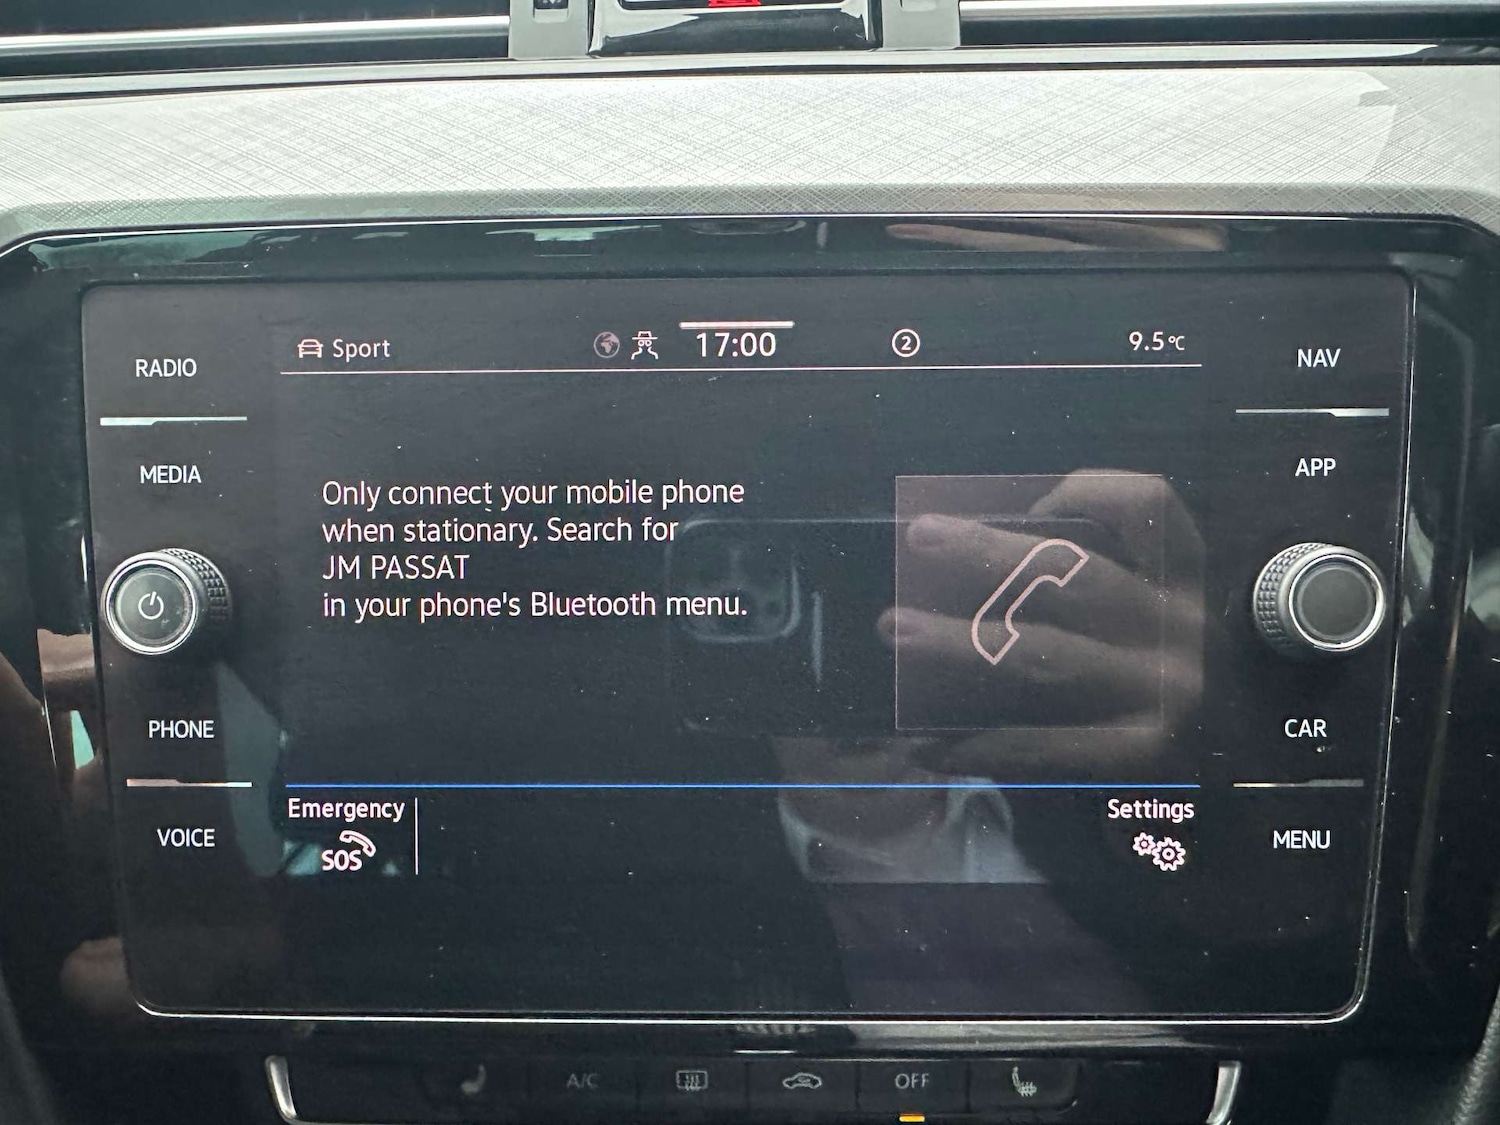 Sport
17:00
2
9.5°C
RADIO
MEDIA
PHONE
VOICE
Only connect your mobile phone
when stationary. Search for
JM PASSAT
in your phone's Bluetooth menu.
Emergency
SOS
Settings
NAV
APP
CAR
MENU
A/C
OFF